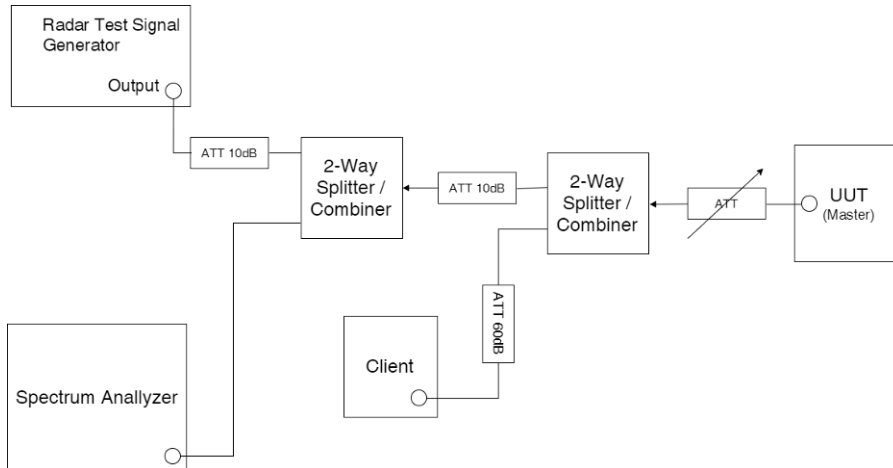 Radar Test Signal
Generator
Output
ATT 10dB
2-Way
Splitter /
Combiner
ATT 10dB
2-Way
Splitter /
Combiner
ATT
UUT
(Master)
ATT 60dB
Client
Spectrum Anallyzer